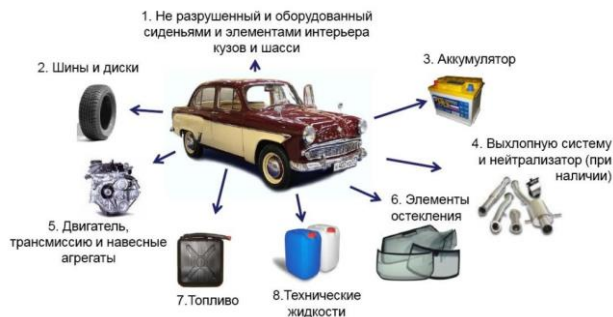 1. Не разрушенный и оборудованный
сиденьями и элементами интерьера
кузов и шасси
2. Шины и диски
3. Аккумулятор
4. Выхлопную систему
и нейтрализатор (при
наличии)
5. Двигатель,
трансмиссию и навесные
агрегаты
6. Элементы
остекления
7.Топливо
8.Технические
жидкости